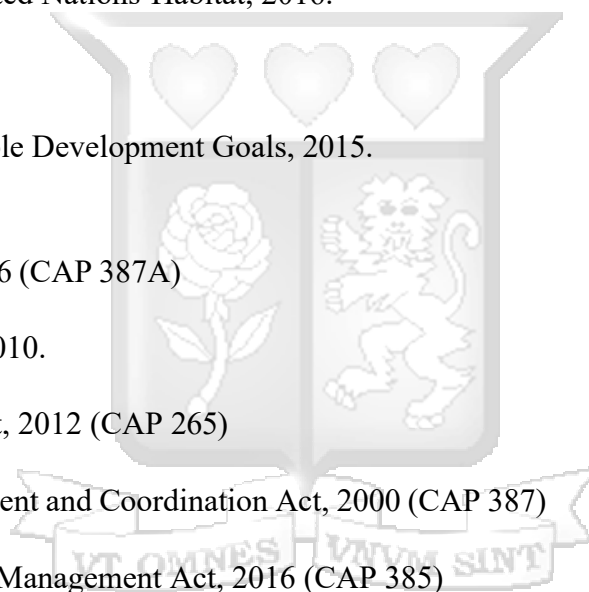 ted Nations-Habitat, 2016.
le Development Goals, 2015.
6 (CAP 387A)
010.
t, 2012 (CAP 265)
ent and Coordination Act, 2000 (CAP 387)
VT OMNES VNVM SINT
Management Act, 2016 (CAP 385)